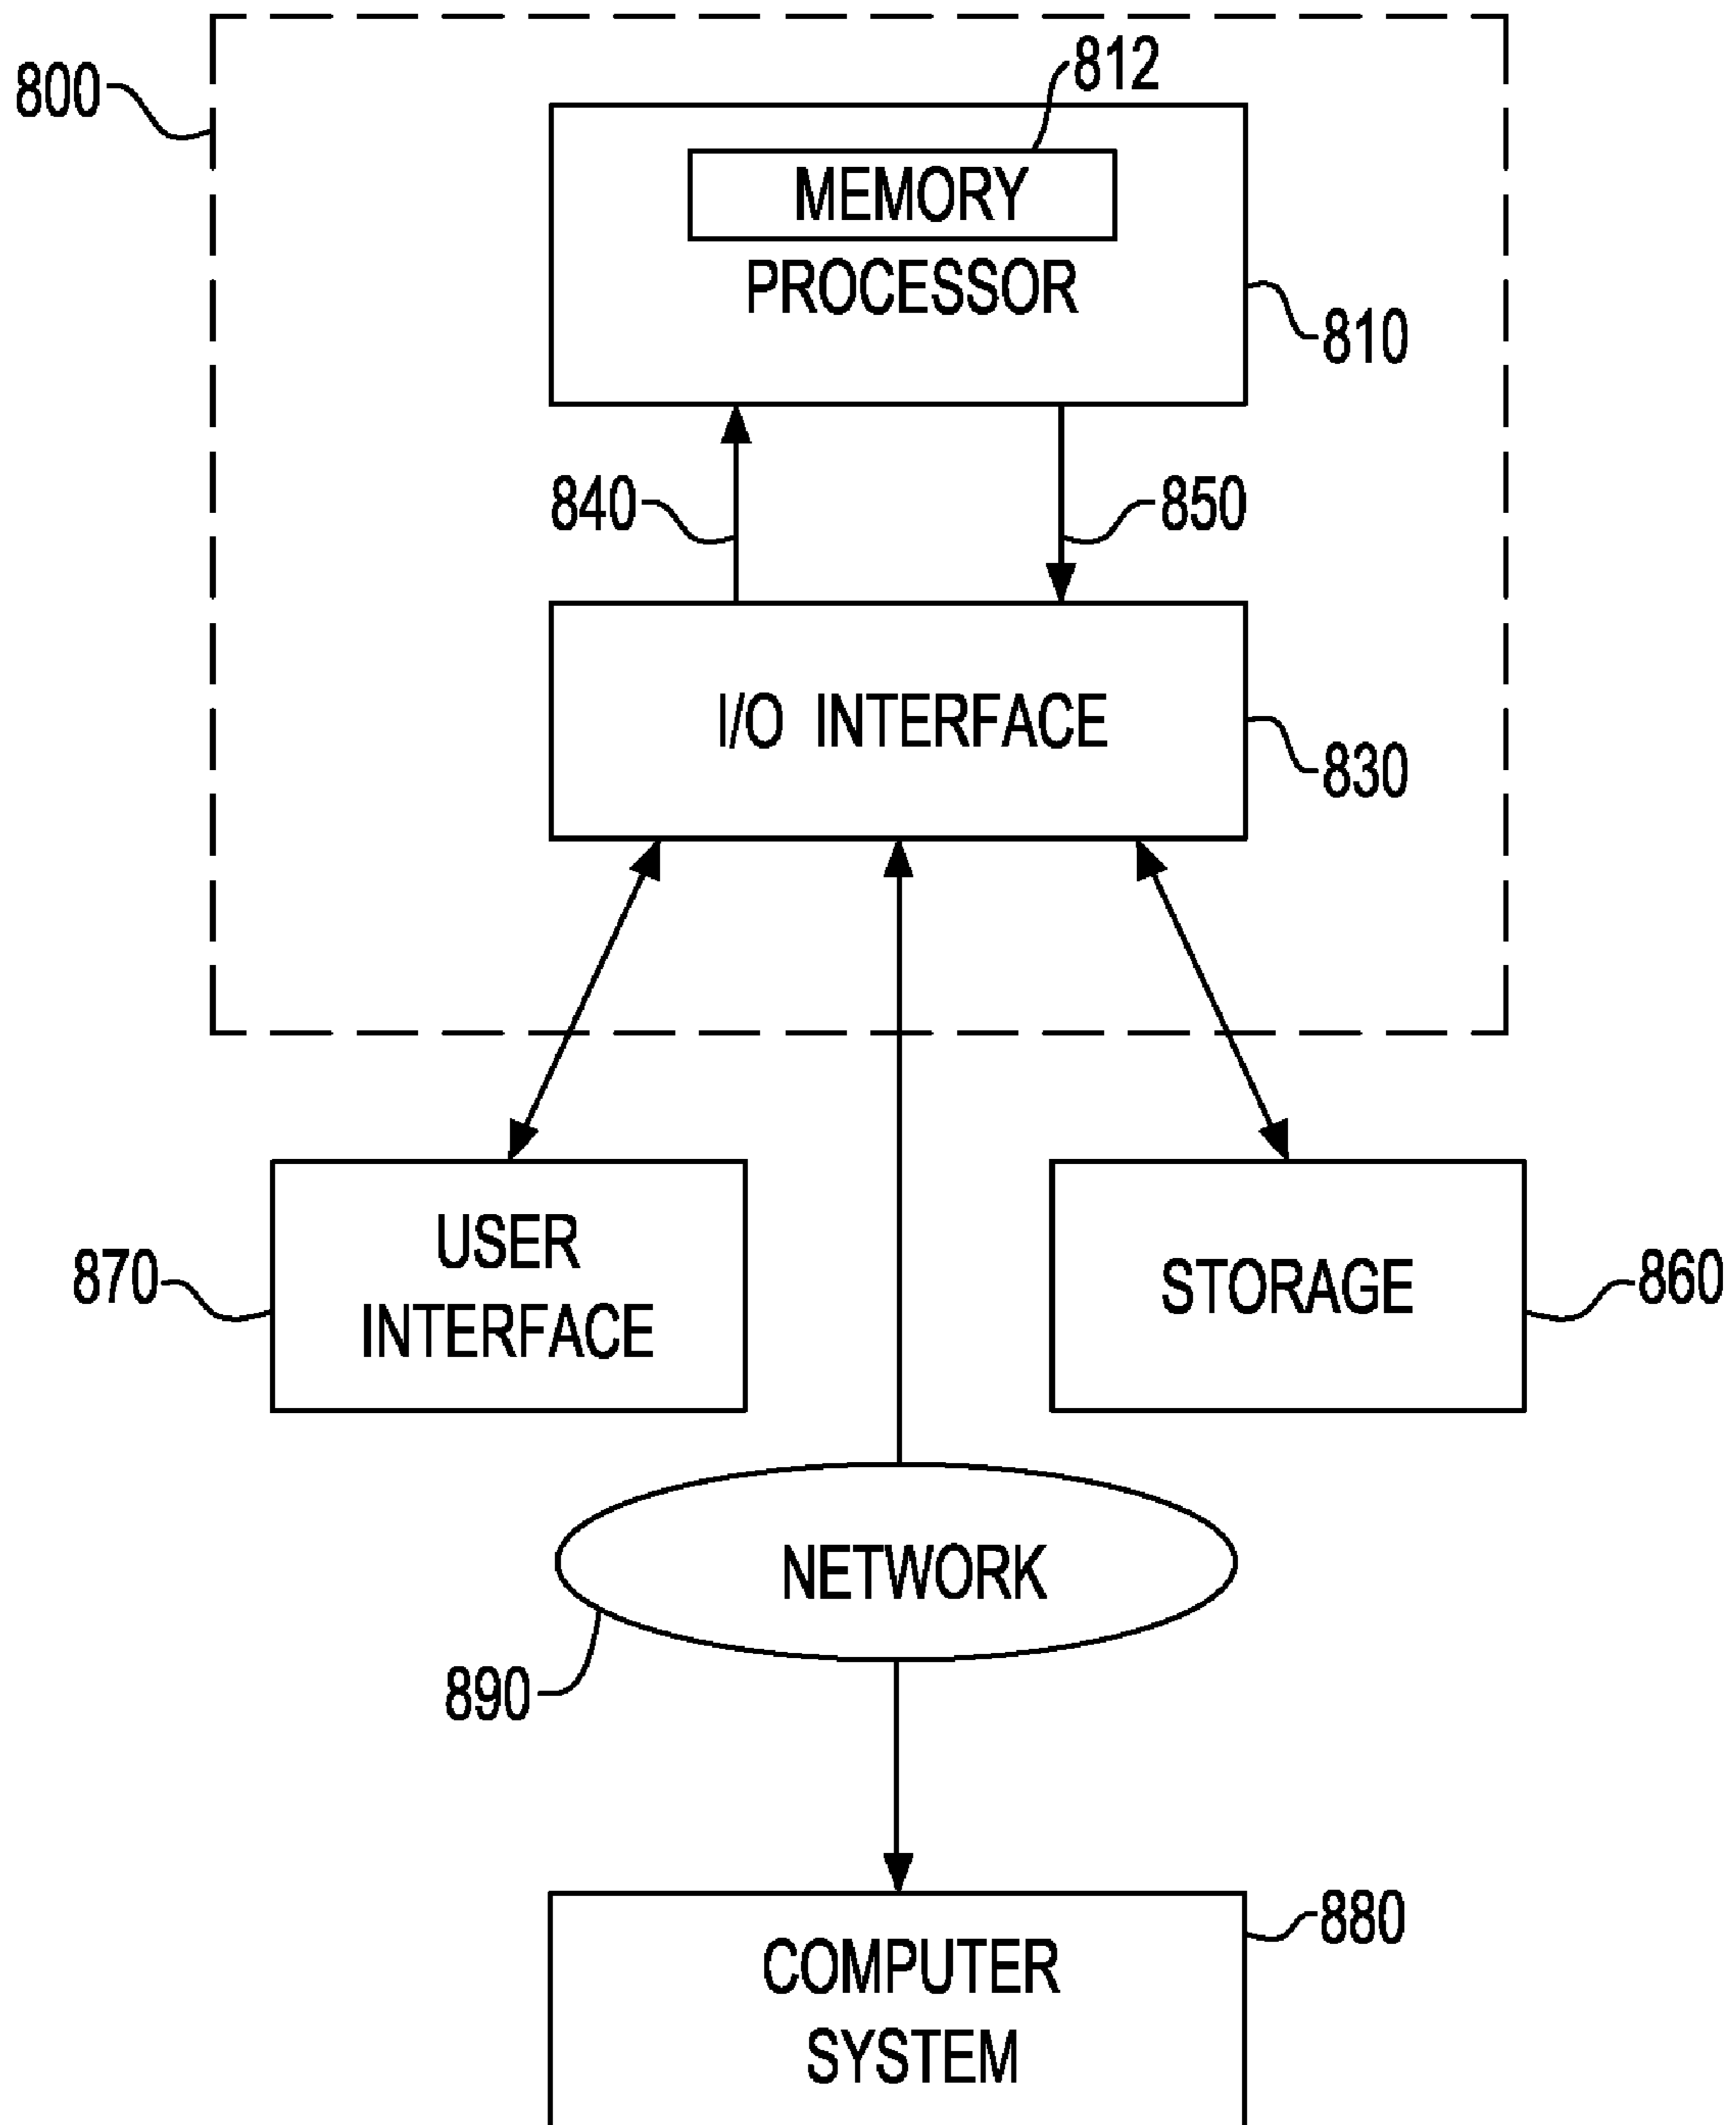 800
812
MEMORY
PROCESSOR
810
840
850
I/O INTERFACE
830
USER
INTERFACE
870
STORAGE
860
NETWORK
890
880
COMPUTER
SYSTEM